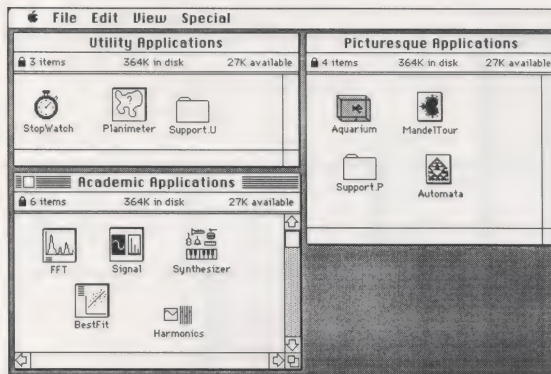 File Edit View Special
Utility Applications
3 items 364K in disk 27K available
StopWatch Planimeter Support.U
Picturesque Applications
4 items 364K in disk 27K available
Aquarium MandelTour
Support.P Automata
Academic Applications
6 items 364K in disk 27K available
FFT Signal Synthesizer
BestFit Harmonics